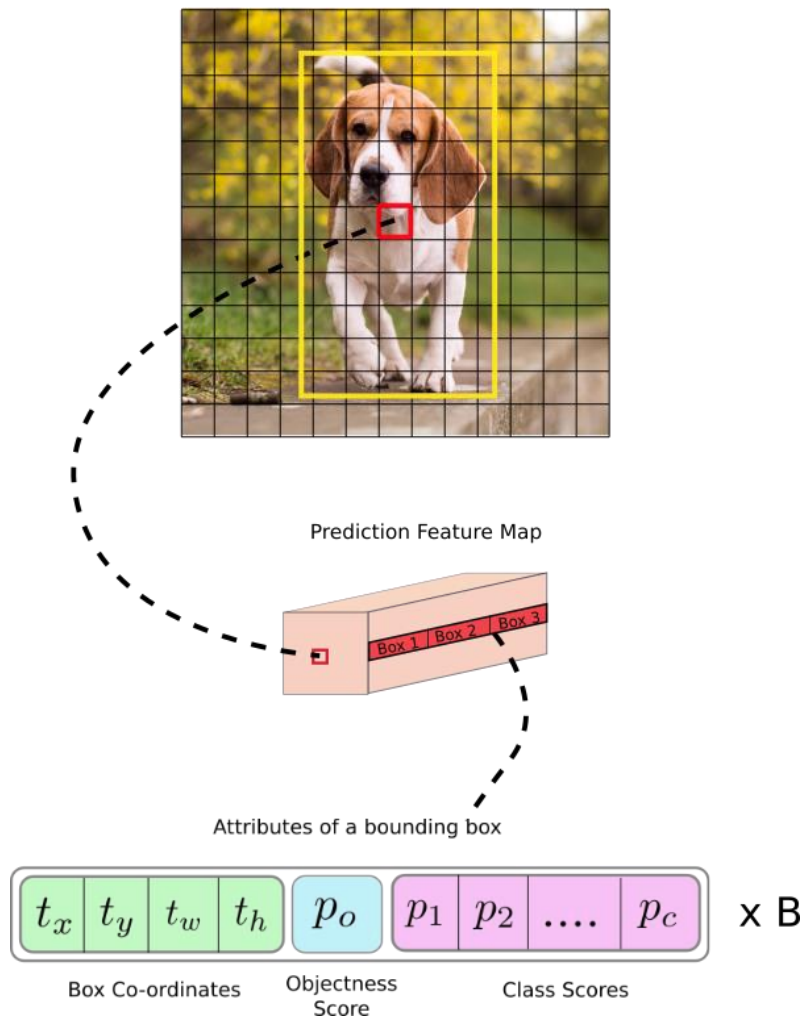 Prediction Feature Map
Box 1 Box 2 Box 3
Attributes of a bounding box
t_x t_y t_w t_h p_o p_1 p_2 .... p_c x B
Box Co-ordinates Objectness Score Class Scores